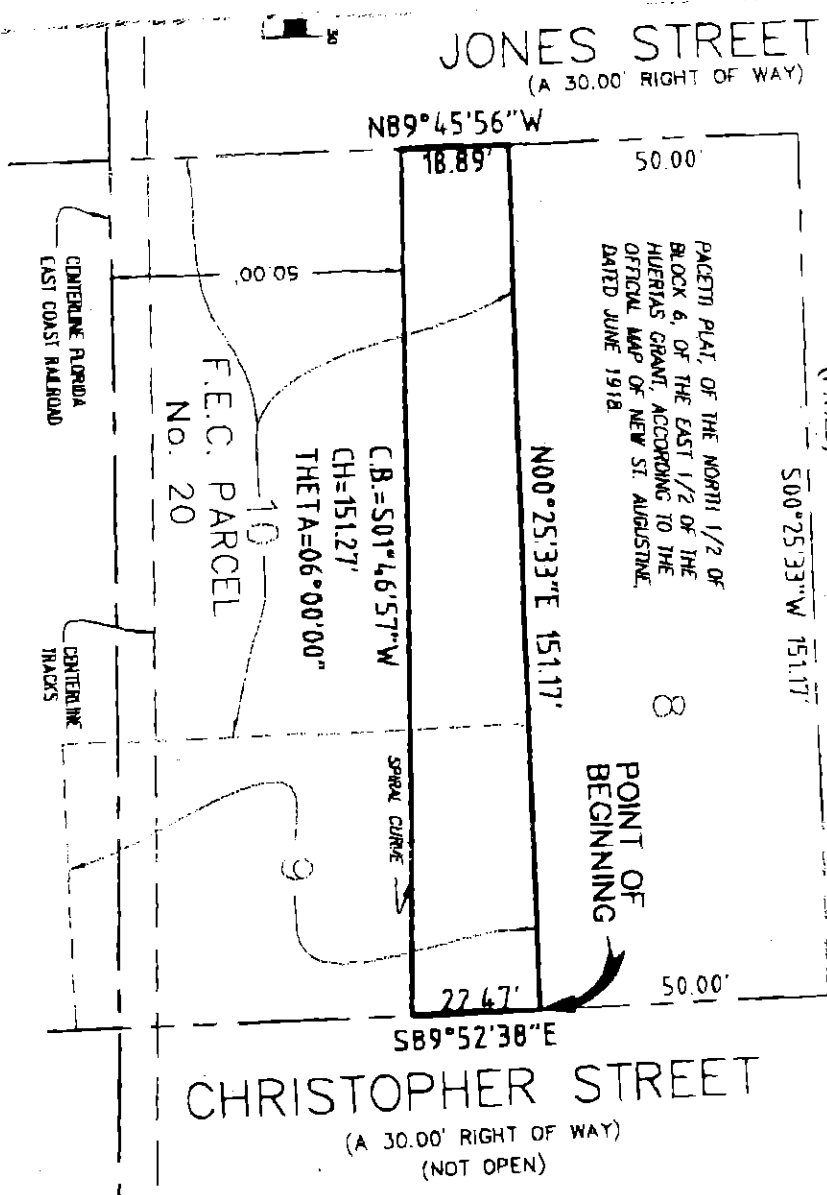 30
JONES STREET
(A 30.00' RIGHT OF WAY)
N89°45'56"W
18.89'
50.00'
50.00'
CENTERLINE FLORIDA
EAST COAST RAILROAD
PACETTI PLAT, OF THE NORTH 1/2 OF
BLOCK 6, OF THE EAST 1/2 OF THE
HUERTAS GRANT, ACCORDING TO THE
OFFICIAL MAP OF NEW ST. AUGUSTINE,
DATED JUNE 1918.
S00°25'33"W 151.17'
N00°25'33"E 151.17'
F.E.C. PARCEL
No. 20
10
C.B.=S01°46'57"W
CH=151.27'
THETA=06°00'00"
8
CENTERLINE
TRACKS
SPIRAL CURVE
9
POINT OF
BEGINNING
22.47'
50.00'
S89°52'38"E
CHRISTOPHER STREET
(A 30.00' RIGHT OF WAY)
(NOT OPEN)